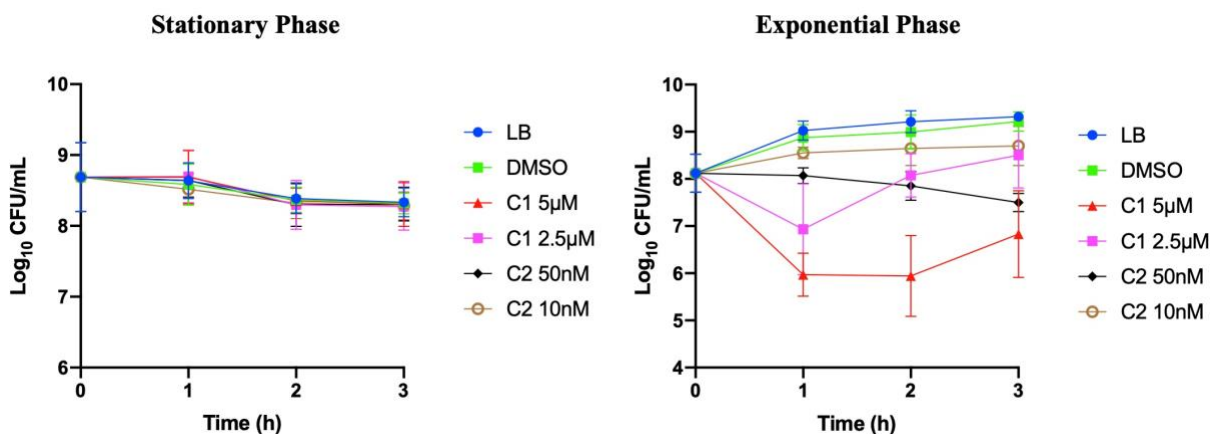 Stationary Phase
Log₁₀ CFU/mL
10
9
8
7
6
0
1
2
3
Time (h)
LB
DMSO
C1 5μM
C1 2.5μM
C2 50nM
C2 10nM
Exponential Phase
Log₁₀ CFU/mL
10
9
8
7
6
5
4
0
1
2
3
Time (h)
LB
DMSO
C1 5μM
C1 2.5μM
C2 50nM
C2 10nM